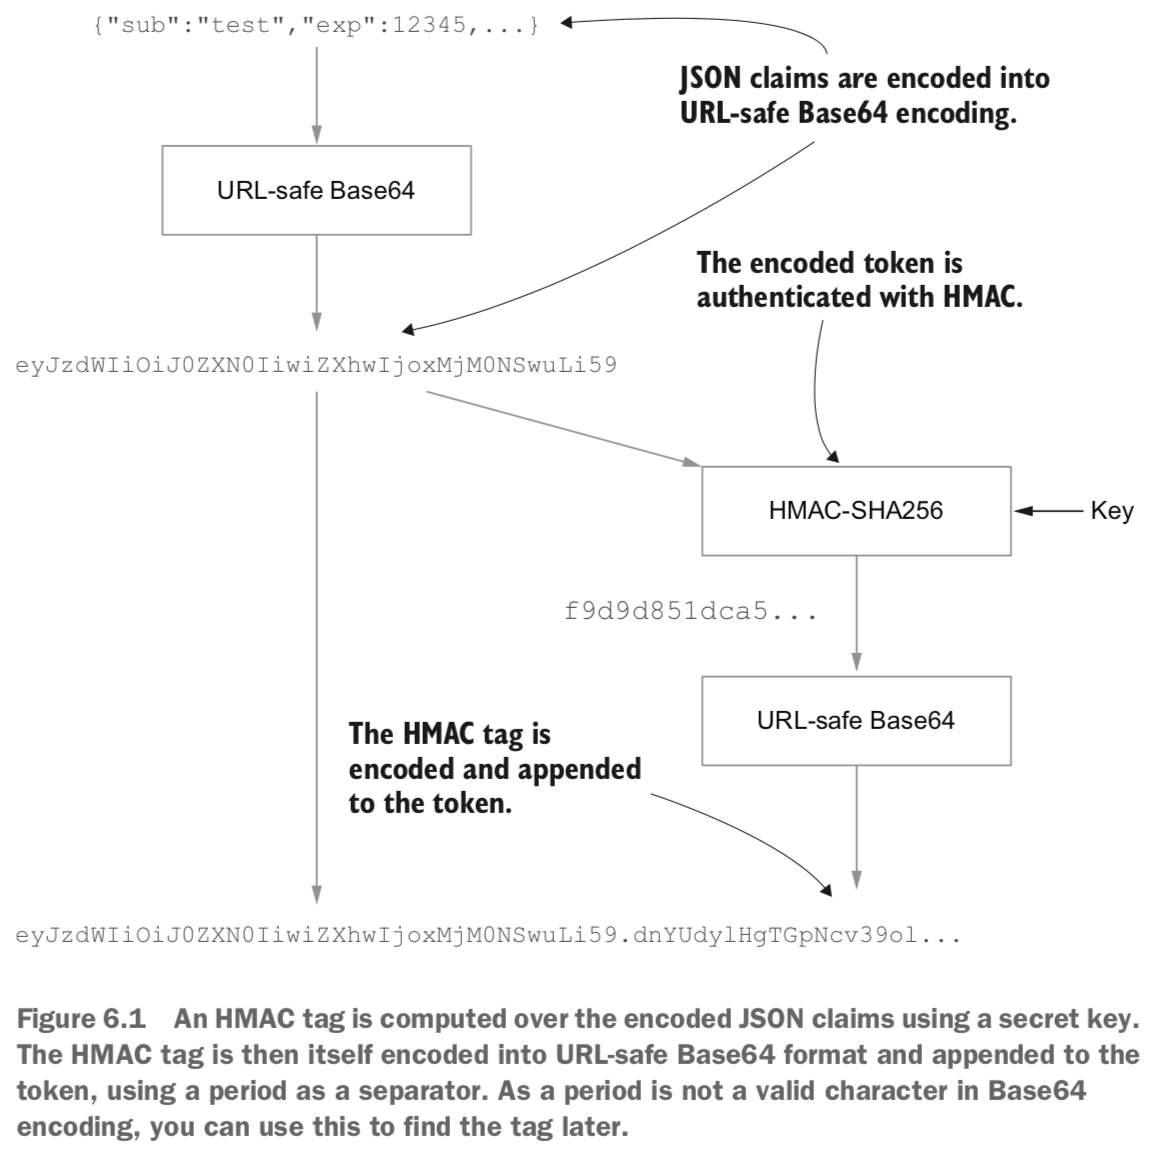 {"sub":"test","exp":12345,...}
JSON claims are encoded into
URL-safe Base64 encoding.
URL-safe Base64
The encoded token is
authenticated with HMAC.
eyJzdWIiOiJ0ZXN0IiwiZXhwIjoxMjM0NSwuLi59
HMAC-SHA256
Key
f9d9d851dca5...
URL-safe Base64
The HMAC tag is
encoded and appended
to the token.
eyJzdWIiOiJ0ZXN0IiwiZXhwIjoxMjM0NSwuLi59.dnYUdylHgTGpNcv39ol...
Figure 6.1 An HMAC tag is computed over the encoded JSON claims using a secret key.
The HMAC tag is then itself encoded into URL-safe Base64 format and appended to the
token, using a period as a separator. As a period is not a valid character in Base64
encoding, you can use this to find the tag later.